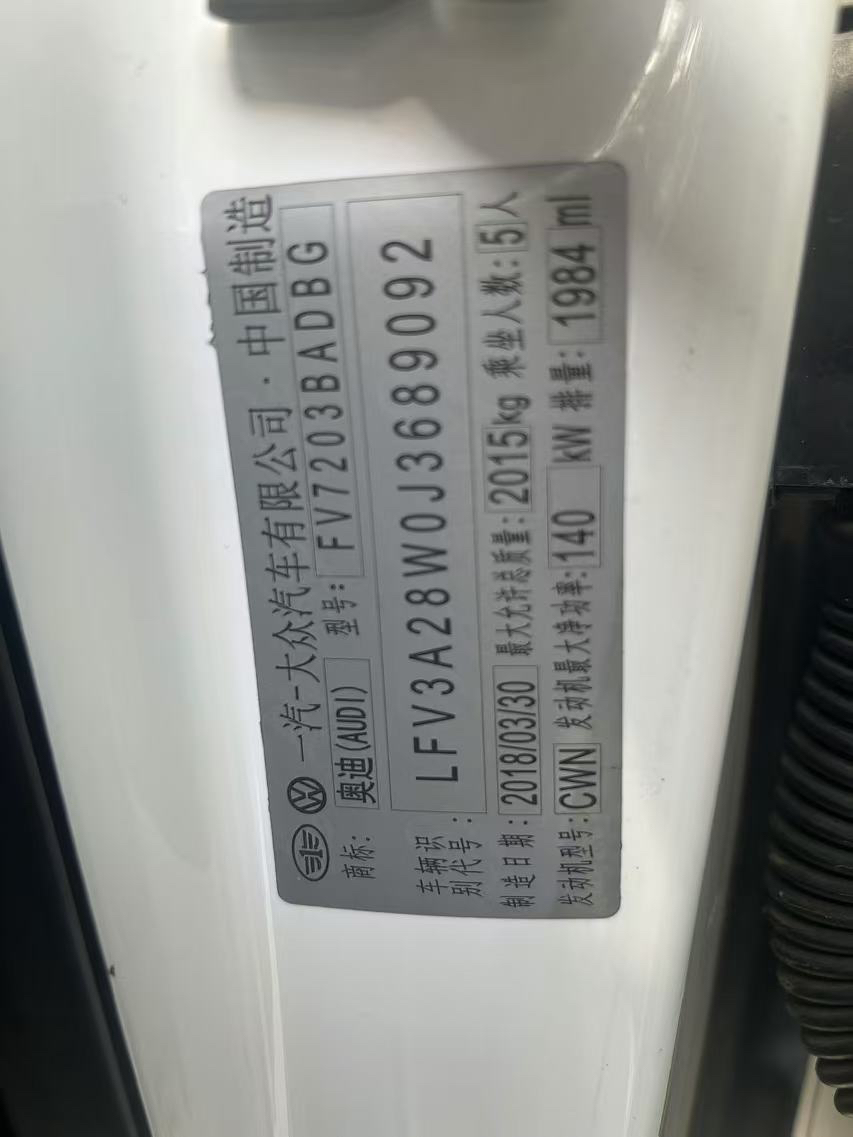 一汽-大众汽车有限公司·中国制造
商标: 奥迪(AUDI) 型号: FV7203BADBG
车辆识别代号: LFV3A28W0J3689092
制造日期: 2018/03/30 最大允许总质量: 2015kg 乘坐人数: 5人
发动机型号: CWN 发动机最大净功率: 140 kW 排量: 1984 ml